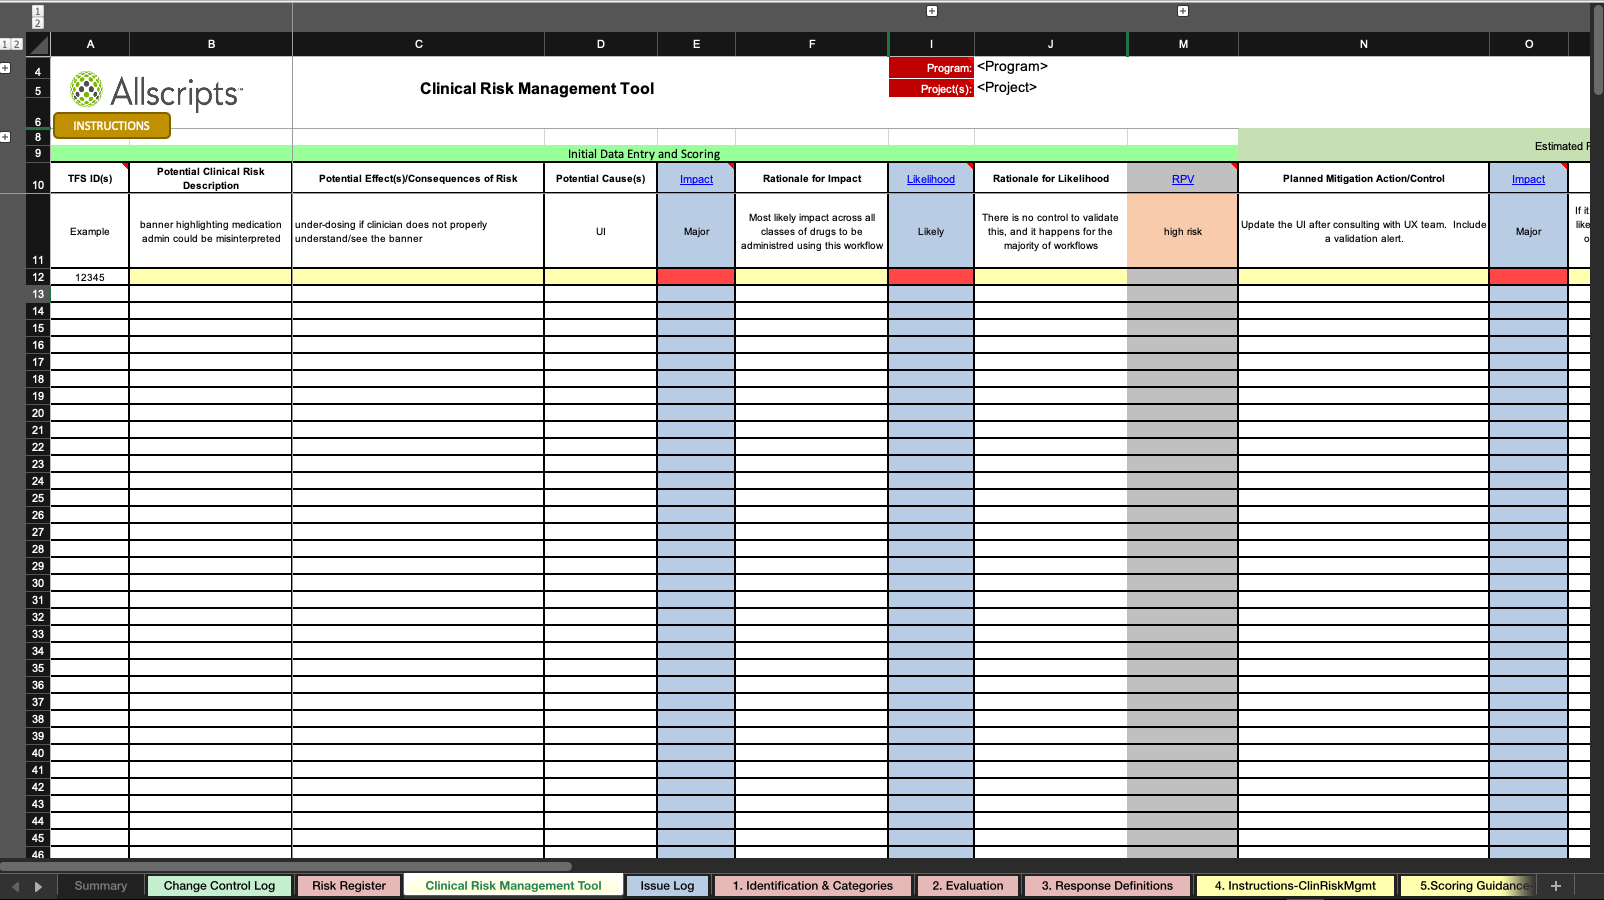 1
2
1 2
A B C D E F I J M N O
4
Allscripts™
Clinical Risk Management Tool
Program: <Program>
5
Project(s): <Project>
6
INSTRUCTIONS
8
Estimated
9
Initial Data Entry and Scoring
10
TFS ID(s)
Potential Clinical Risk
Description
Potential Effect(s)/Consequences of Risk
Potential Cause(s)
Impact
Rationale for Impact
Likelihood
Rationale for Likelihood
RPV
Planned Mitigation Action/Control
Impact
11
Example
banner highlighting medication
admin could be misinterpreted
under-dosing if clinician does not properly
understand/see the banner
UI
Major
Most likely impact across all
classes of drugs to be
administred using this workflow
Likely
There is no control to validate
this, and it happens for the
majority of workflows
high risk
Update the UI after consulting with UX team. Include
a validation alert.
Major
If it
like
12 12345
13
14
15
16
17
18
19
20
21
22
23
24
25
26
27
28
29
30
31
32
33
34
35
36
37
38
39
40
41
42
43
44
45
46
Summary
Change Control Log
Risk Register
Clinical Risk Management Tool
Issue Log
1. Identification & Categories
2. Evaluation
3. Response Definitions
4. Instructions-ClinRiskMgmt
5.Scoring Guidance